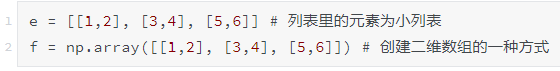 1 e = [[1,2], [3,4], [5,6]] # 列表里的元素为小列表
2 f = np.array([[1,2], [3,4], [5,6]]) # 创建二维数组的一种方式